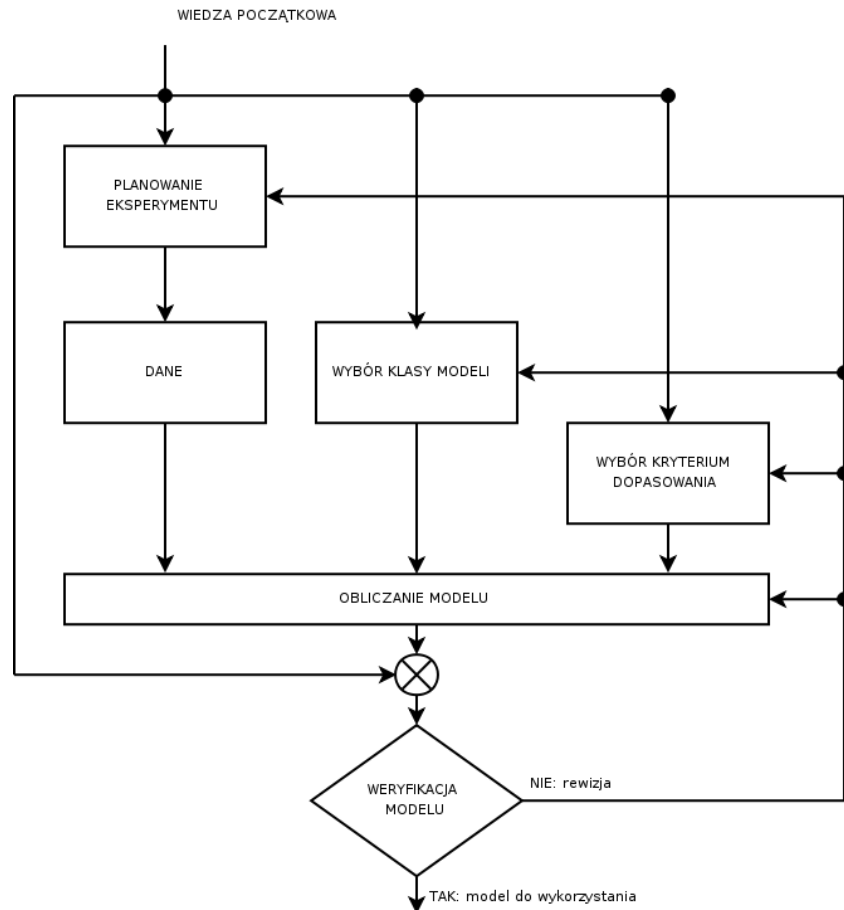 WIEDZA POCZĄTKOWA
PLANOWANIE
EKSPERYMENTU
DANE
WYBÓR KLASY MODELI
WYBÓR KRYTERIUM
DOPASOWANIA
OBLICZANIE MODELU
WERYFIKACJA
MODELU
NIE: rewizja
TAK: model do wykorzystania